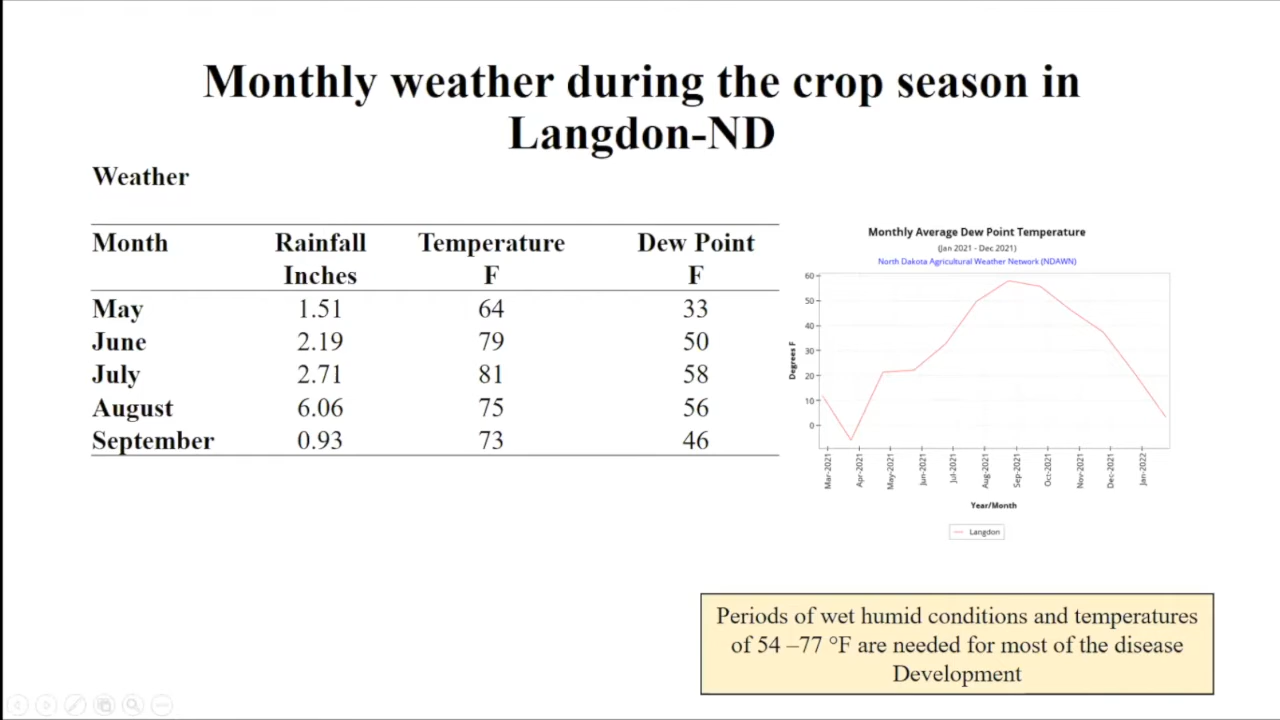 Monthly weather during the crop season in
Langdon-ND
Weather
Month Rainfall Temperature Dew Point
Inches F F
May 1.51 64 33
June 2.19 79 50
July 2.71 81 58
August 6.06 75 56
September 0.93 73 46
Monthly Average Dew Point Temperature
(Jan 2021 - Dec 2021)
North Dakota Agricultural Weather Network (NDAWN)
60
50
40
30
20
10
0
Degrees F
Mar-2021
Apr-2021
May-2021
Jun-2021
Jul-2021
Aug-2021
Sep-2021
Oct-2021
Nov-2021
Dec-2021
Jan-2022
Year/Month
Langdon
Periods of wet humid conditions and temperatures
of 54 –77 °F are needed for most of the disease
Development